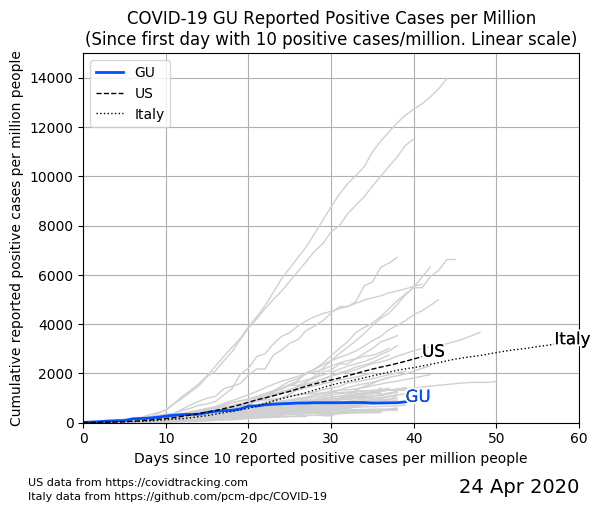 COVID-19 GU Reported Positive Cases per Million
(Since first day with 10 positive cases/million. Linear scale)
Cumulative reported positive cases per million people
14000
12000
10000
8000
6000
4000
2000
0
GU
US
Italy
US
Italy
GU
0 10 20 30 40 50 60
Days since 10 reported positive cases per million people
US data from https://covidtracking.com
Italy data from https://github.com/pcm-dpc/COVID-19
24 Apr 2020